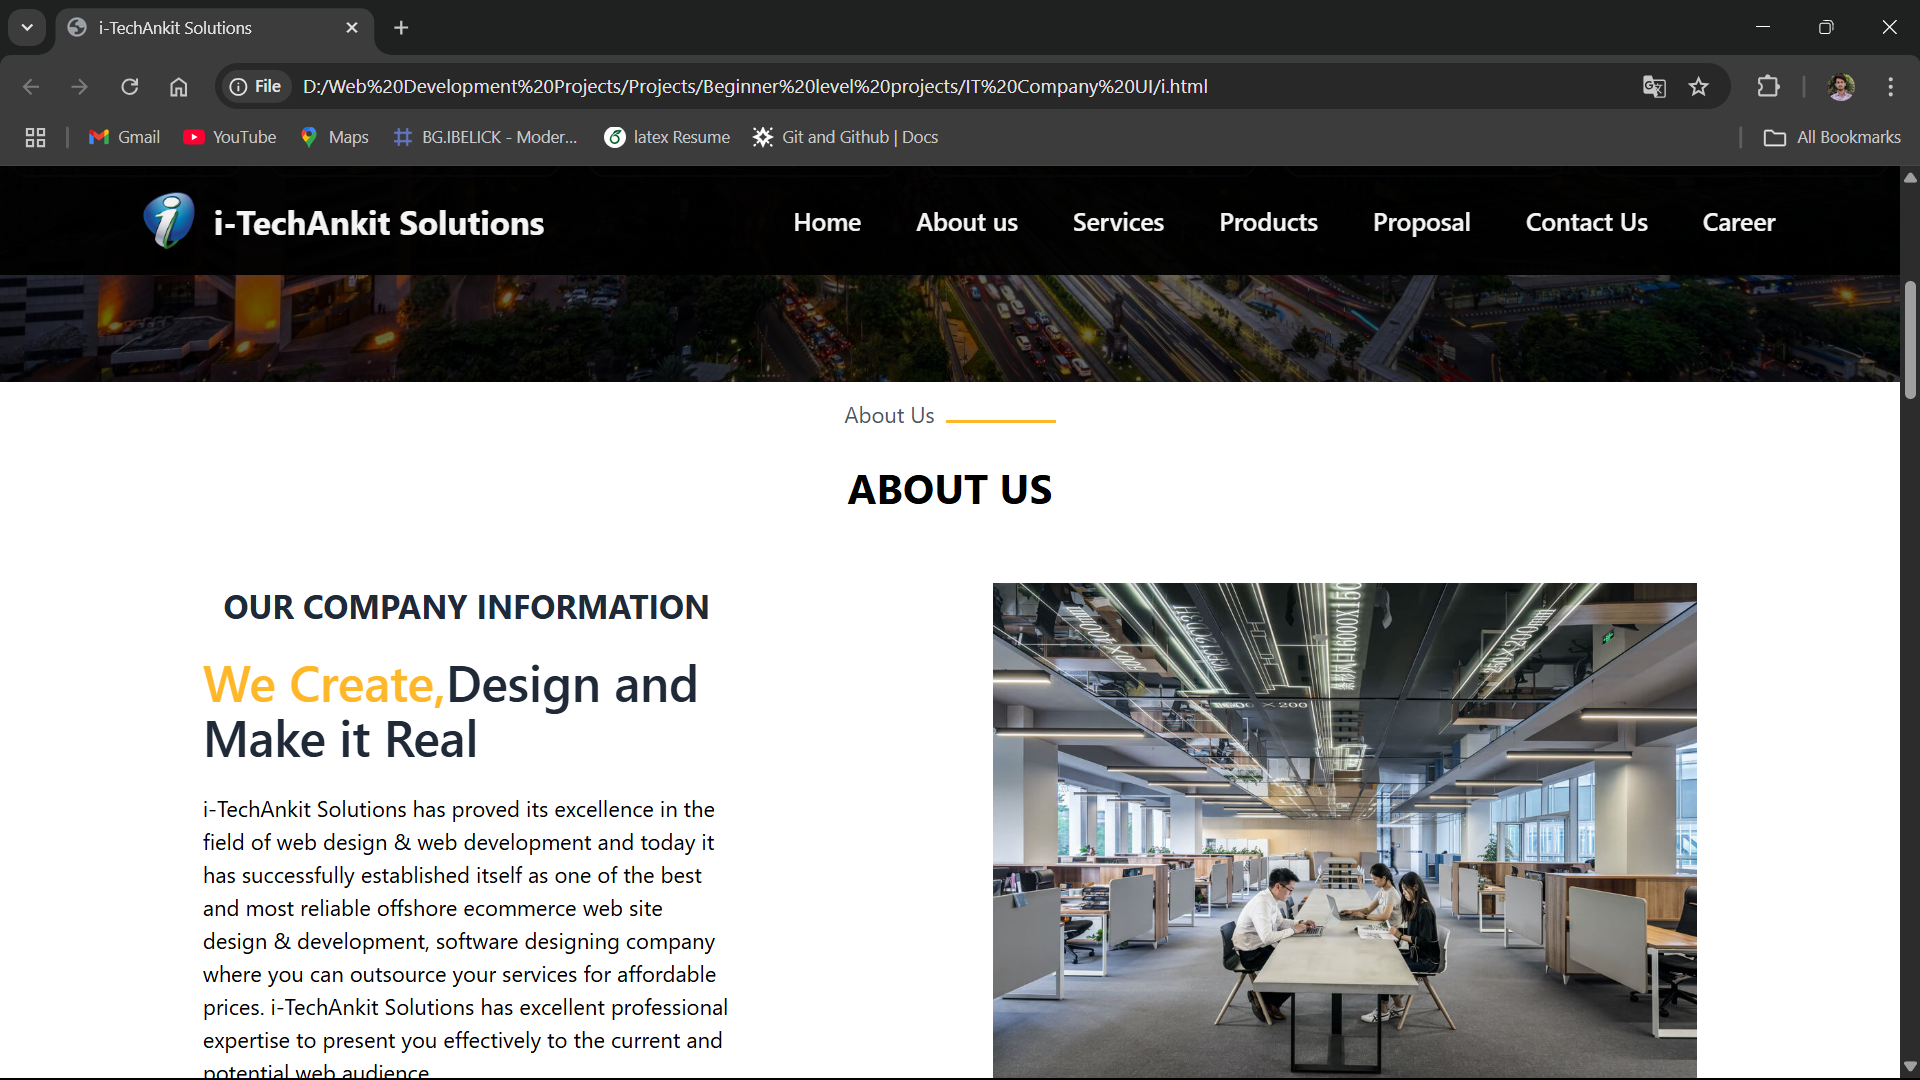 i-TechAnkit Solutions
File D:/Web%20Development%20Projects/Projects/Beginner%20level%20projects/IT%20Company%20UI/i.html
Gmail YouTube Maps BG.IBELICK - Moder... latex Resume Git and Github | Docs All Bookmarks
i-TechAnkit Solutions Home About us Services Products Proposal Contact Us Career
About Us
ABOUT US
OUR COMPANY INFORMATION
We Create,Design and
Make it Real
i-TechAnkit Solutions has proved its excellence in the
field of web design & web development and today it
has successfully established itself as one of the best
and most reliable offshore ecommerce web site
design & development, software designing company
where you can outsource your services for affordable
prices. i-TechAnkit Solutions has excellent professional
expertise to present you effectively to the current and
potential web audience.